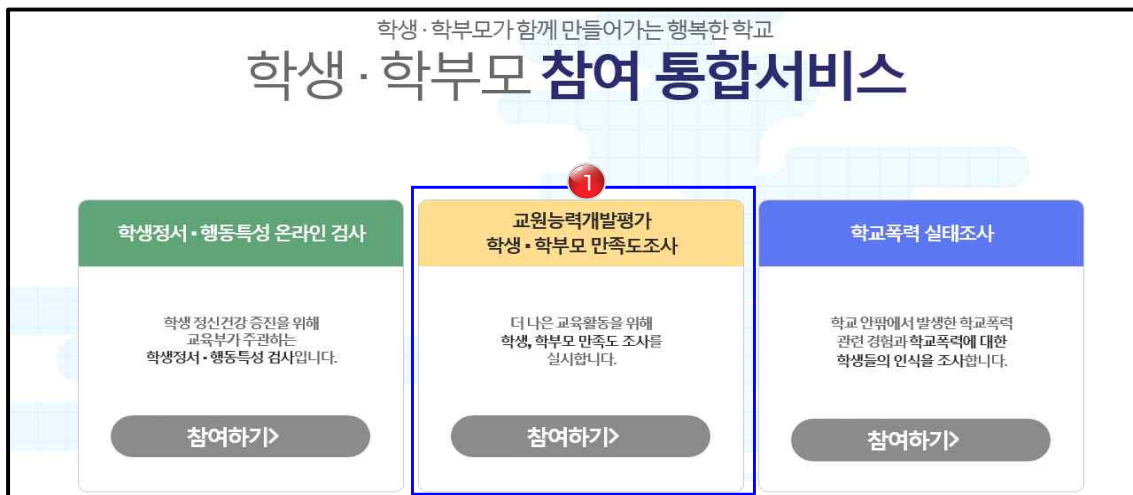 학생·학부모가 함께 만들어가는 행복한 학교
학생·학부모 참여 통합서비스
1
학생정서·행동특성 온라인 검사
학생 정신건강 증진을 위해
교육부가 주관하는
학생정서·행동특성 검사입니다.
참여하기>
교원능력개발평가
학생·학부모 만족도조사
더 나은 교육활동을 위해
학생, 학부모 만족도 조사를
실시합니다.
참여하기>
학교폭력 실태조사
학교 안팎에서 발생한 학교폭력
관련 경험과 학교폭력에 대한
학생들의 인식을 조사합니다.
참여하기>